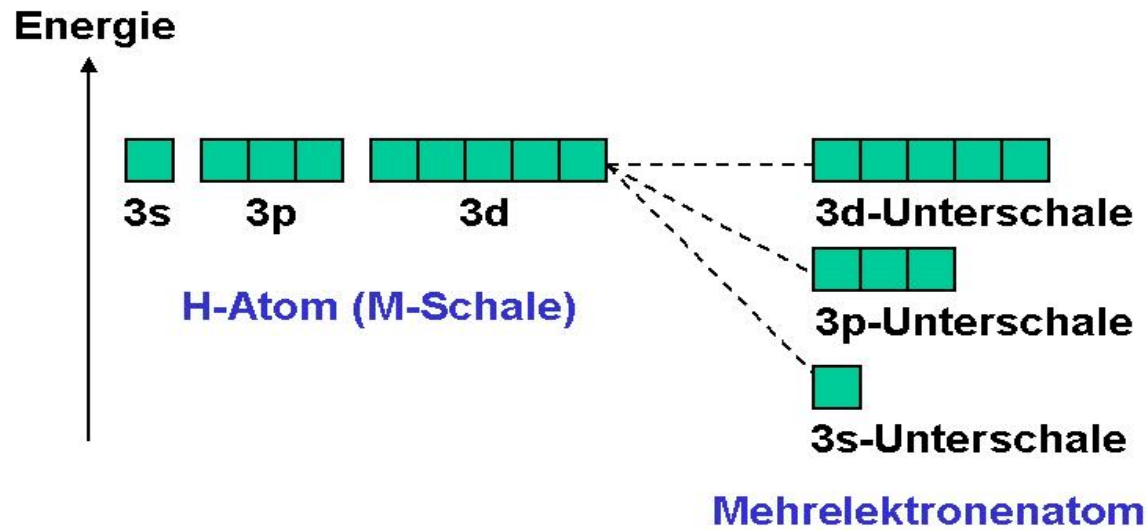 Energie
3s
3p
3d
3d-Unterschale
H-Atom (M-Schale)
3p-Unterschale
3s-Unterschale
Mehrelektronenatom